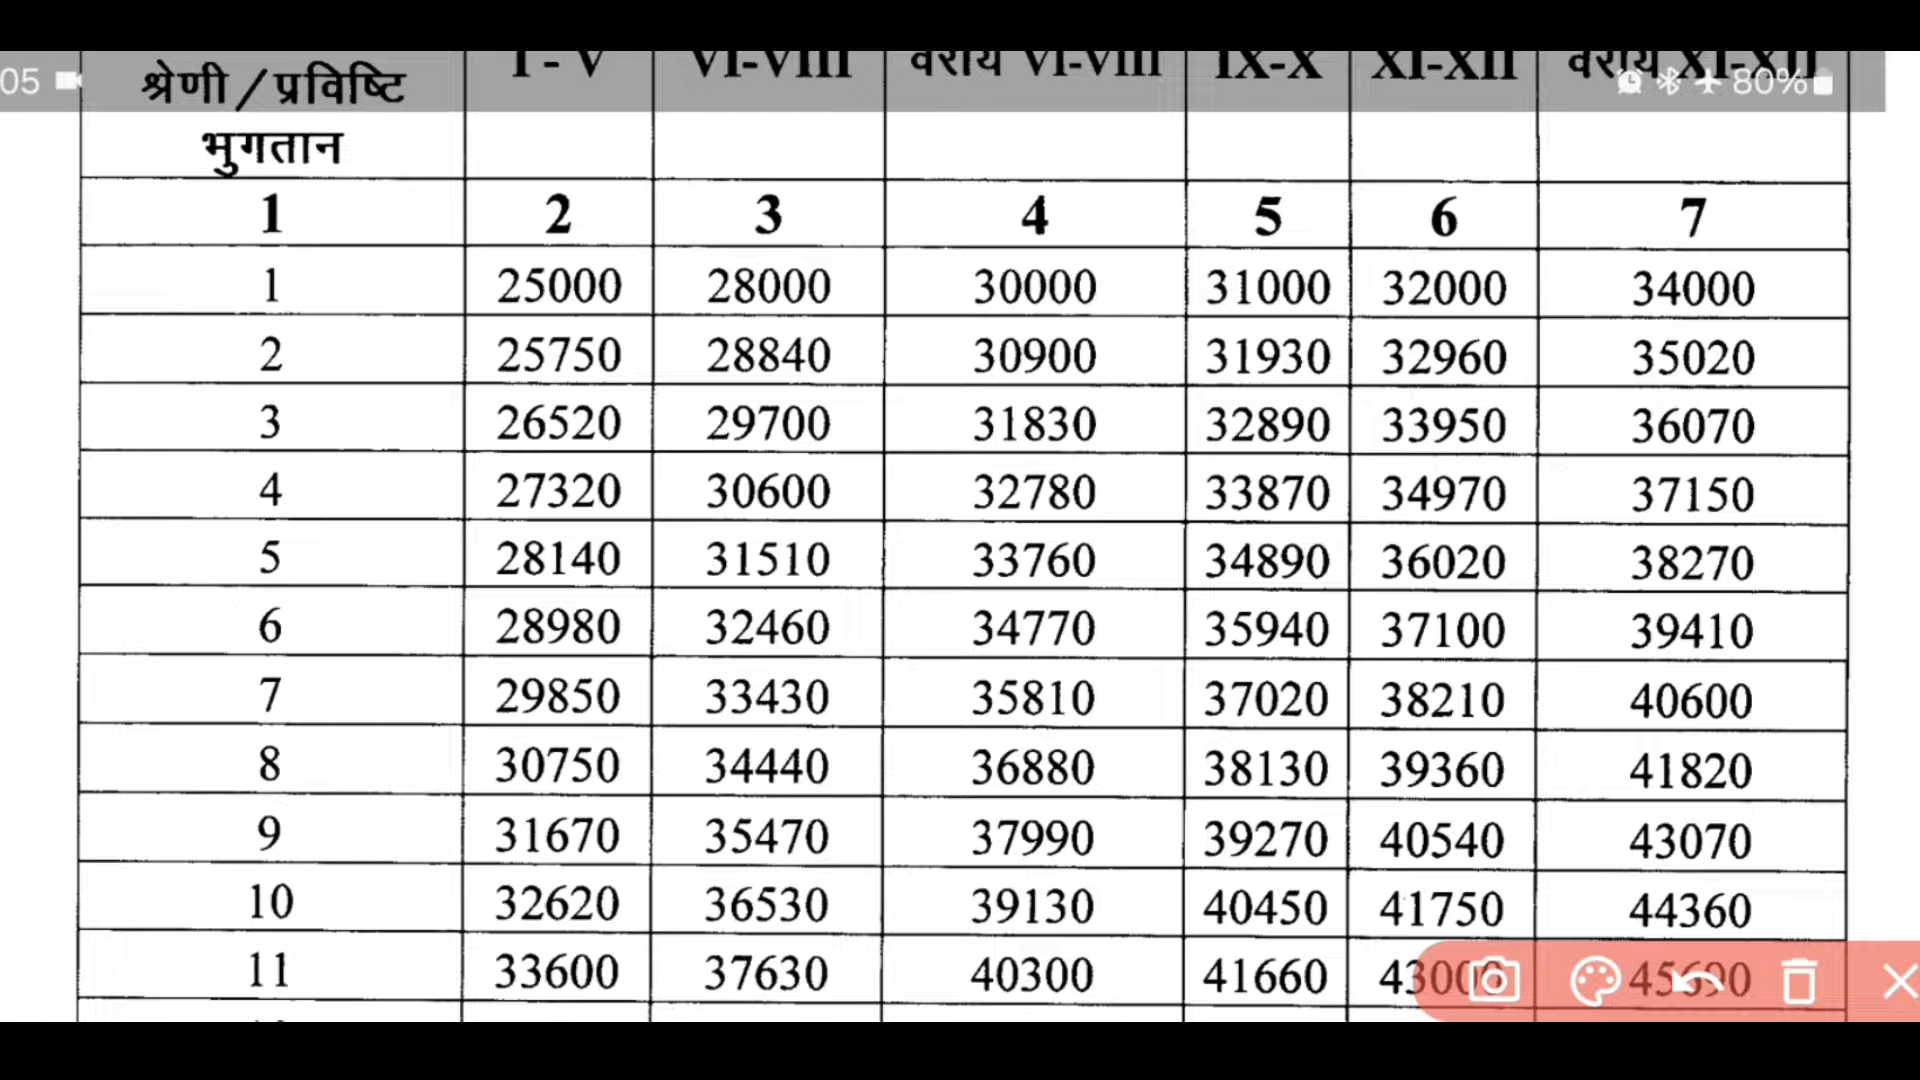 श्रेणी / प्रविष्टि I - V VI-VIII वरीय VI-VIII IX-X XI-XII वरीय XI-XII
05 80%
भुगतान
1 2 3 4 5 6 7
1 25000 28000 30000 31000 32000 34000
2 25750 28840 30900 31930 32960 35020
3 26520 29700 31830 32890 33950 36070
4 27320 30600 32780 33870 34970 37150
5 28140 31510 33760 34890 36020 38270
6 28980 32460 34770 35940 37100 39410
7 29850 33430 35810 37020 38210 40600
8 30750 34440 36880 38130 39360 41820
9 31670 35470 37990 39270 40540 43070
10 32620 36530 39130 40450 41750 44360
11 33600 37630 40300 41660 43000 45690